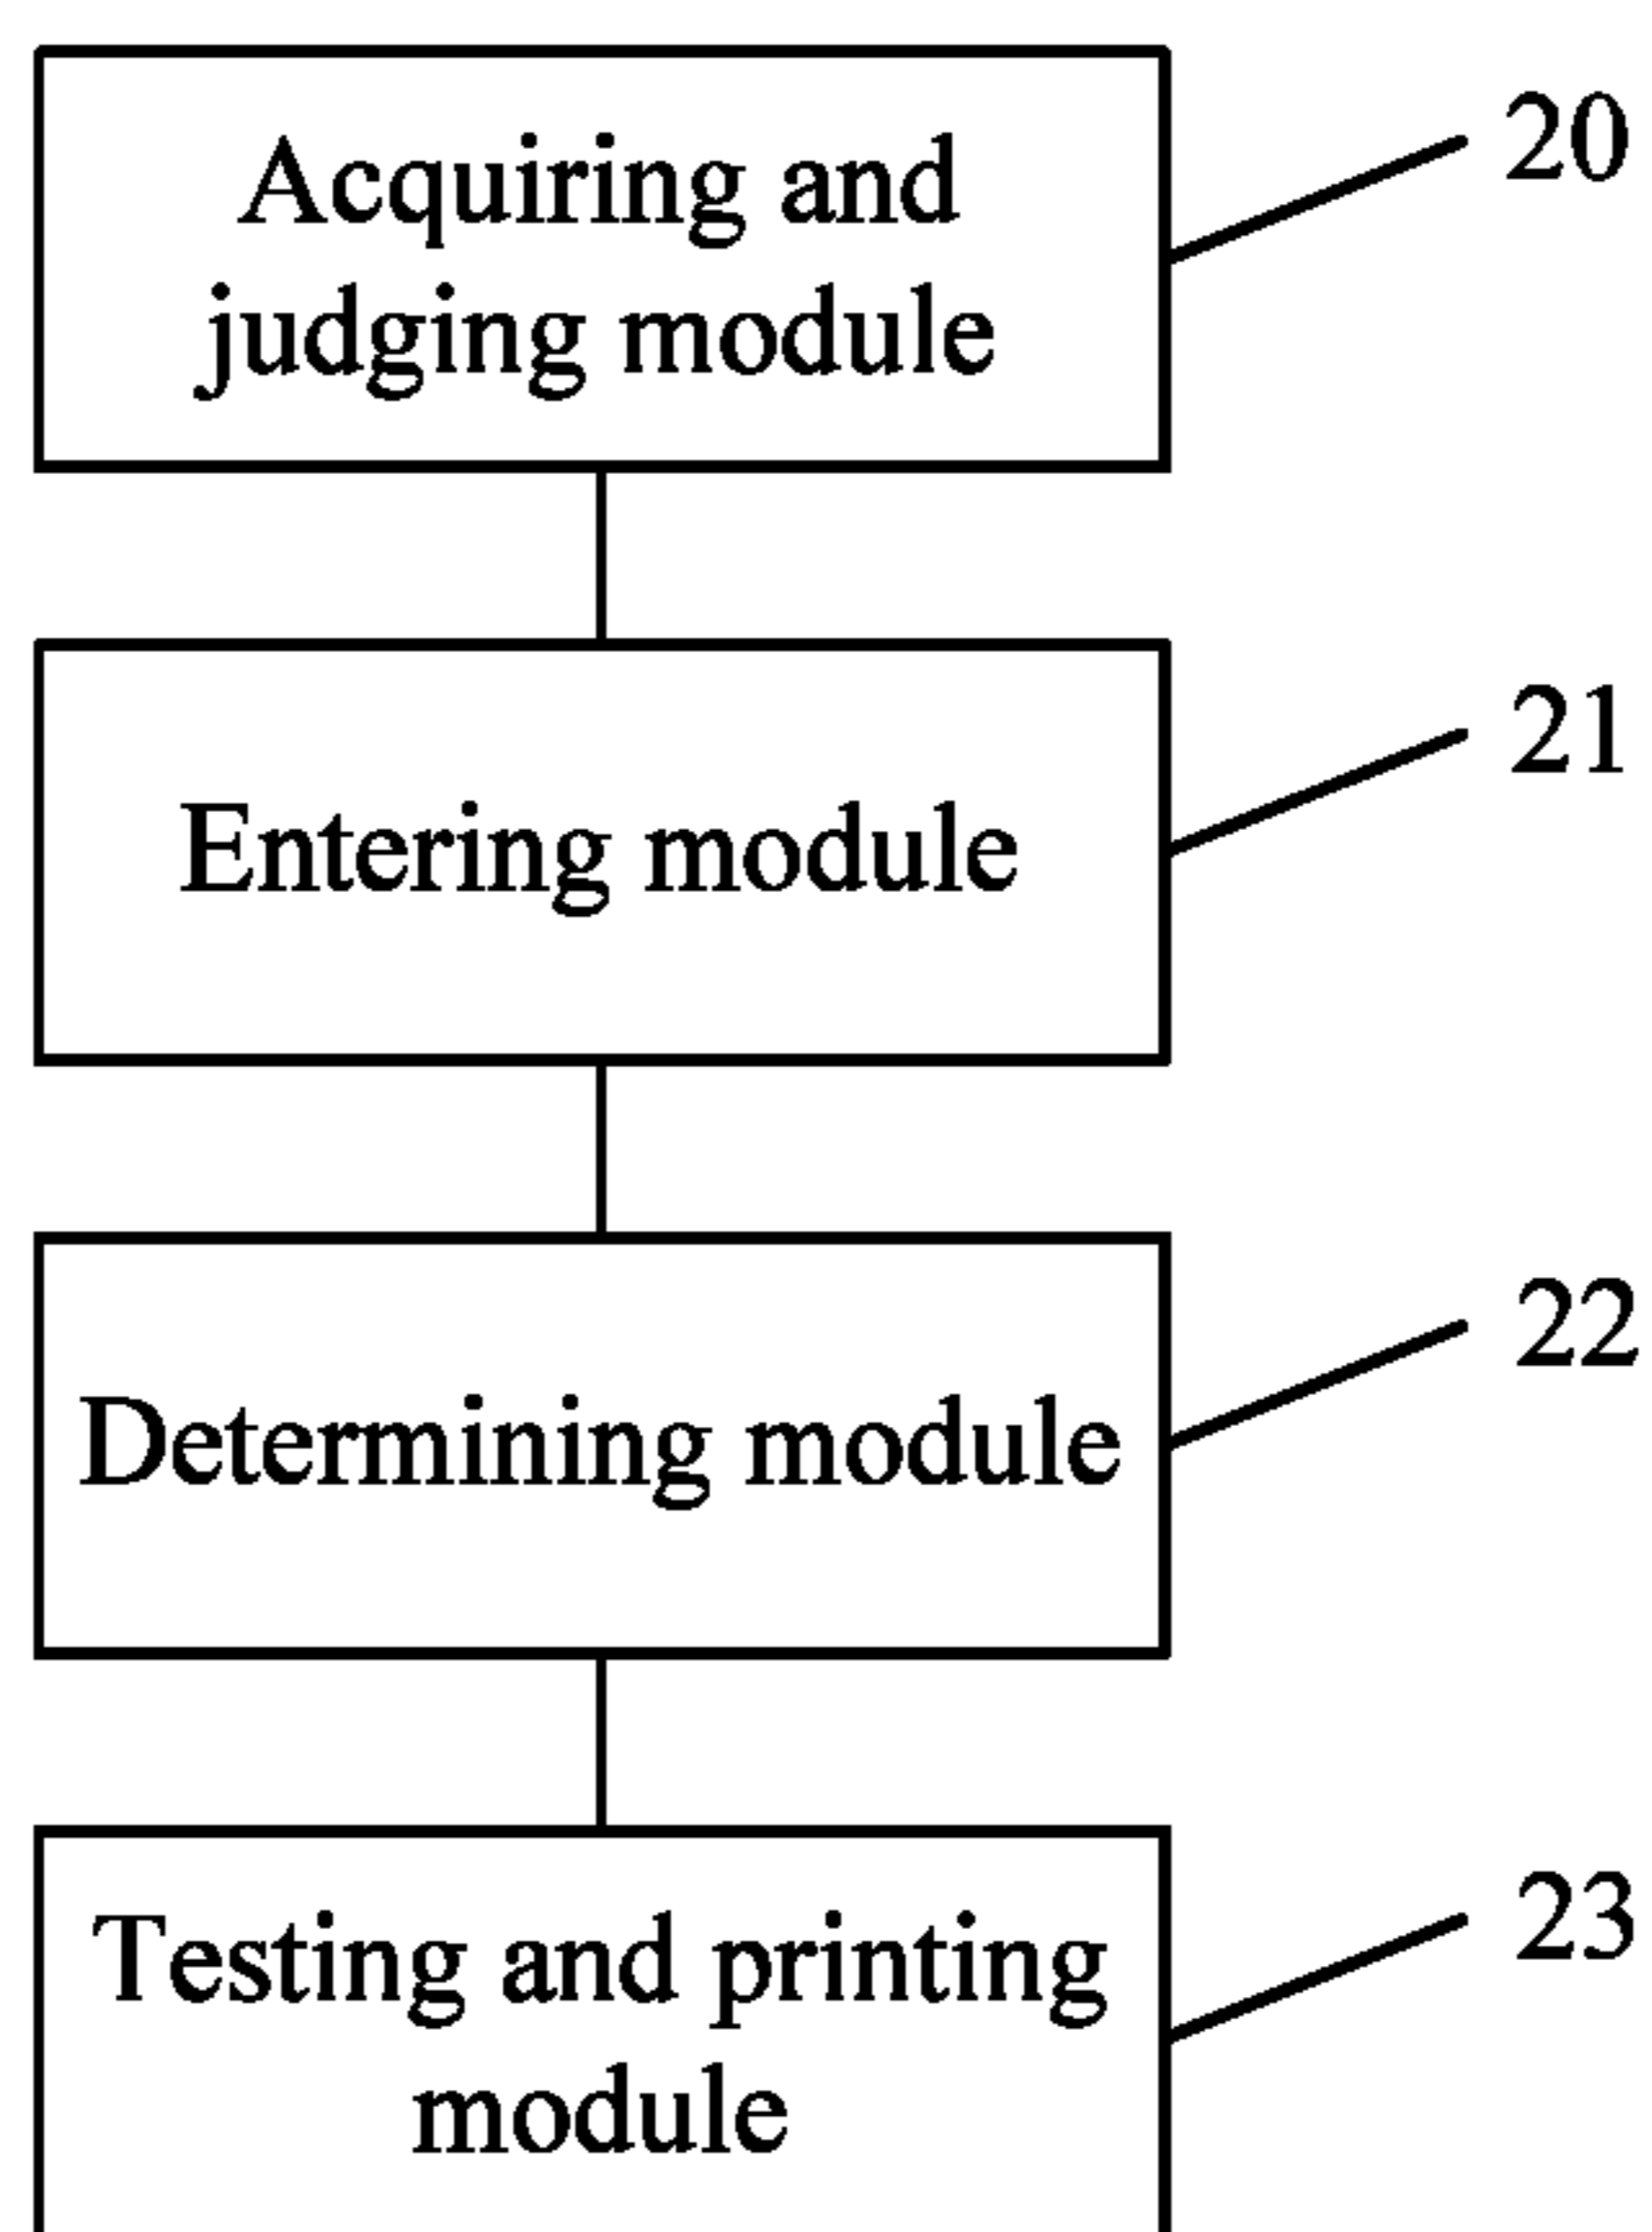 Acquiring and
judging module
20
Entering module
21
Determining module
22
Testing and printing
module
23